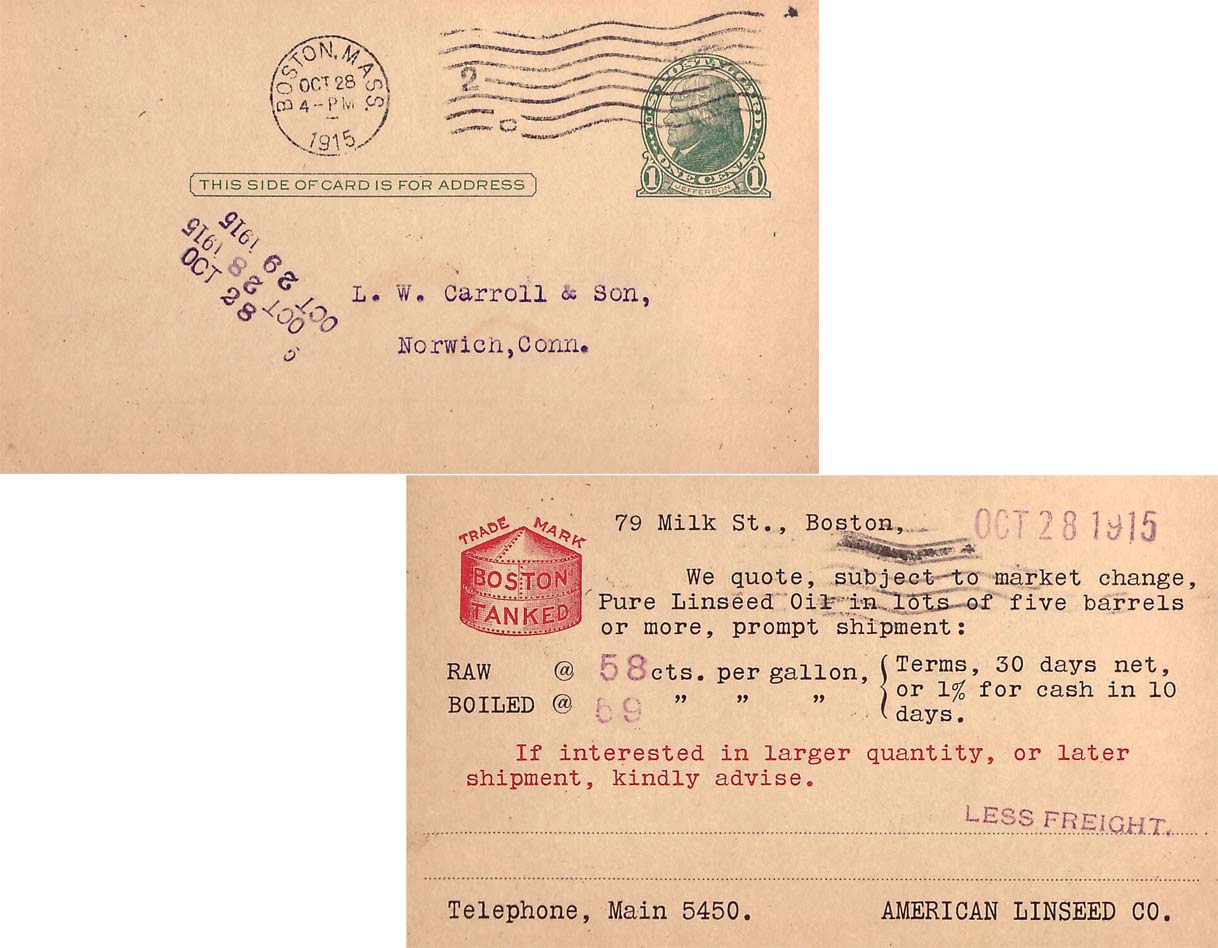 BOSTON, MASS.
OCT 28
4-PM
1915
2
U.S. POSTAL CARD
ONE CENT
1 JEFFERSON 1
THIS SIDE OF CARD IS FOR ADDRESS
OCT 28 1915
OCT 28 1915
OCT 29 1915
L. W. Carroll & Son,
Norwich,Conn.
TRADE MARK
BOSTON
TANKED
79 Milk St., Boston, OCT 28 1915
We quote, subject to market change,
Pure Linseed Oil in lots of five barrels
or more, prompt shipment:
RAW @ 58 cts. per gallon, { Terms, 30 days net,
or 1% for cash in 10
BOILED @ 59 " " "
days.
If interested in larger quantity, or later
shipment, kindly advise.
LESS FREIGHT.
Telephone, Main 5450. AMERICAN LINSEED CO.